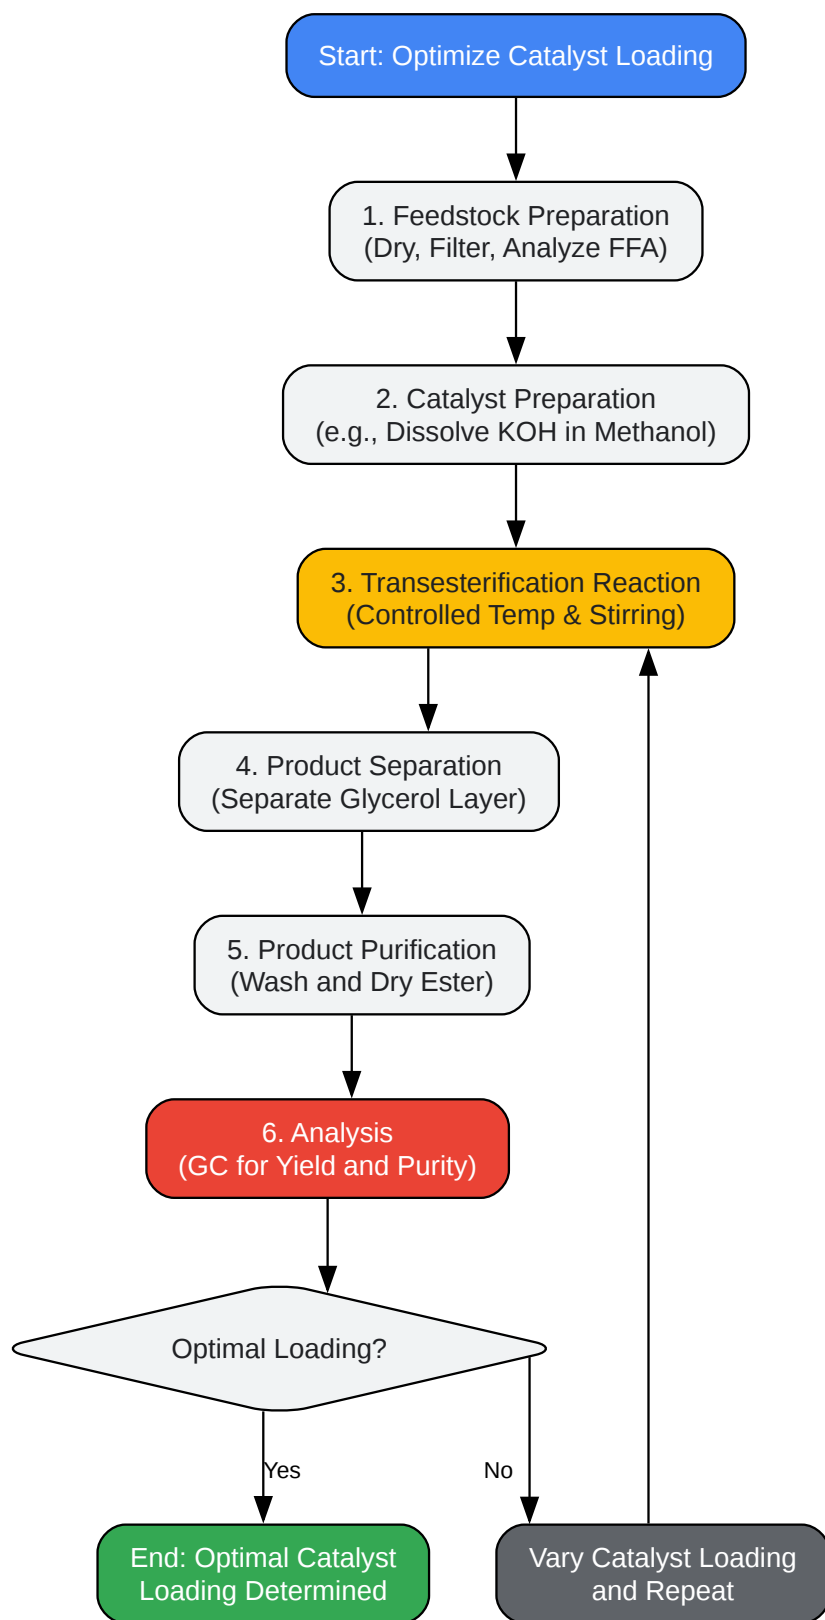 Start: Optimize Catalyst Loading
1. Feedstock Preparation
(Dry, Filter, Analyze FFA)
2. Catalyst Preparation
(e.g., Dissolve KOH in Methanol)
3. Transesterification Reaction
(Controlled Temp & Stirring)
4. Product Separation
(Separate Glycerol Layer)
5. Product Purification
(Wash and Dry Ester)
6. Analysis
(GC for Yield and Purity)
Optimal Loading?
Yes
No
End: Optimal Catalyst
Loading Determined
Vary Catalyst Loading
and Repeat